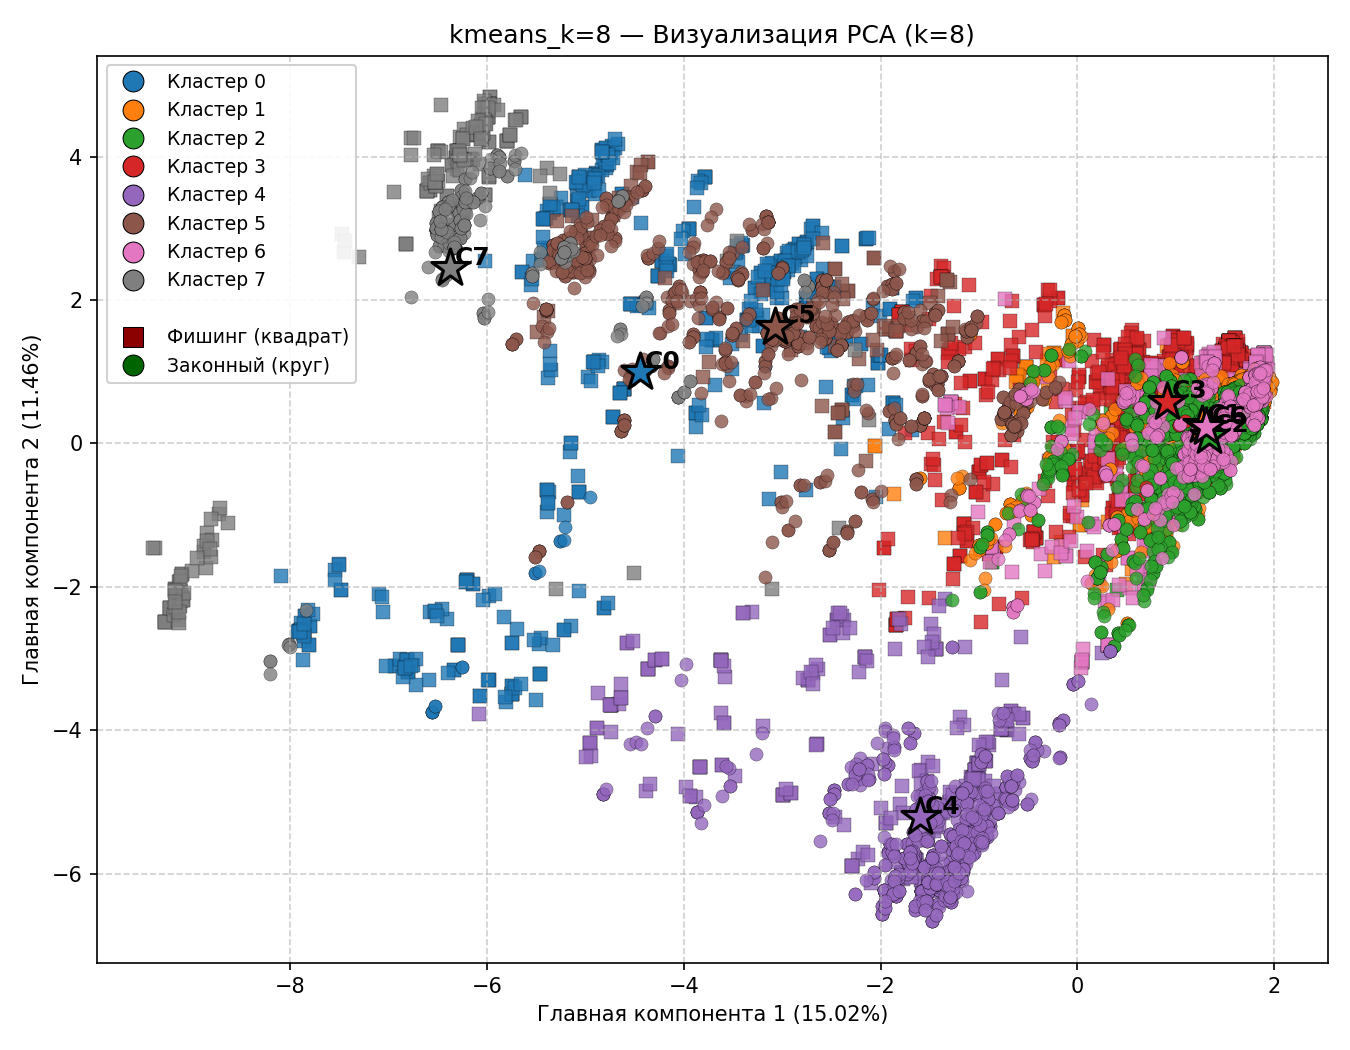 kmeans_k=8 — Визуализация PCA (k=8)
Кластер 0
Кластер 1
Кластер 2
Кластер 3
Кластер 4
Кластер 5
Кластер 6
Кластер 7
Фишинг (квадрат)
Законный (круг)
C7
C5
C0
C3
C4
4
2
0
−2
−4
−6
−8
−6
−4
−2
0
2
Главная компонента 1 (15.02%)
Главная компонента 2 (11.46%)